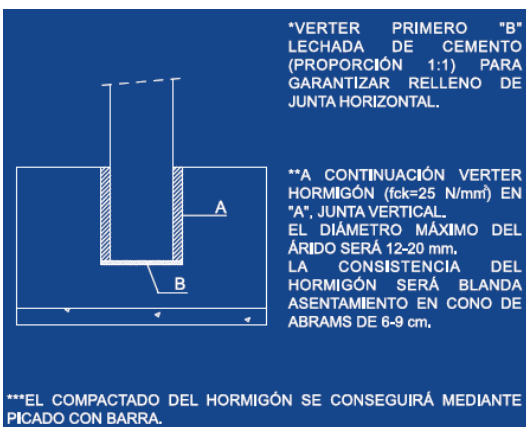 *VERTER PRIMERO "B"
LECHADA DE CEMENTO
(PROPORCIÓN 1:1) PARA
GARANTIZAR RELLENO DE
JUNTA HORIZONTAL.
**A CONTINUACIÓN VERTER
HORMIGÓN (fck=25 N/mm²) EN
"A", JUNTA VERTICAL.
EL DIÁMETRO MÁXIMO DEL
ÁRIDO SERÁ 12-20 mm.
LA CONSISTENCIA DEL
HORMIGÓN SERÁ BLANDA
ASENTAMIENTO EN CONO DE
ABRAMS DE 6-9 cm.
A
B
***EL COMPACTADO DEL HORMIGÓN SE CONSEGUIRÁ MEDIANTE
PICADO CON BARRA.